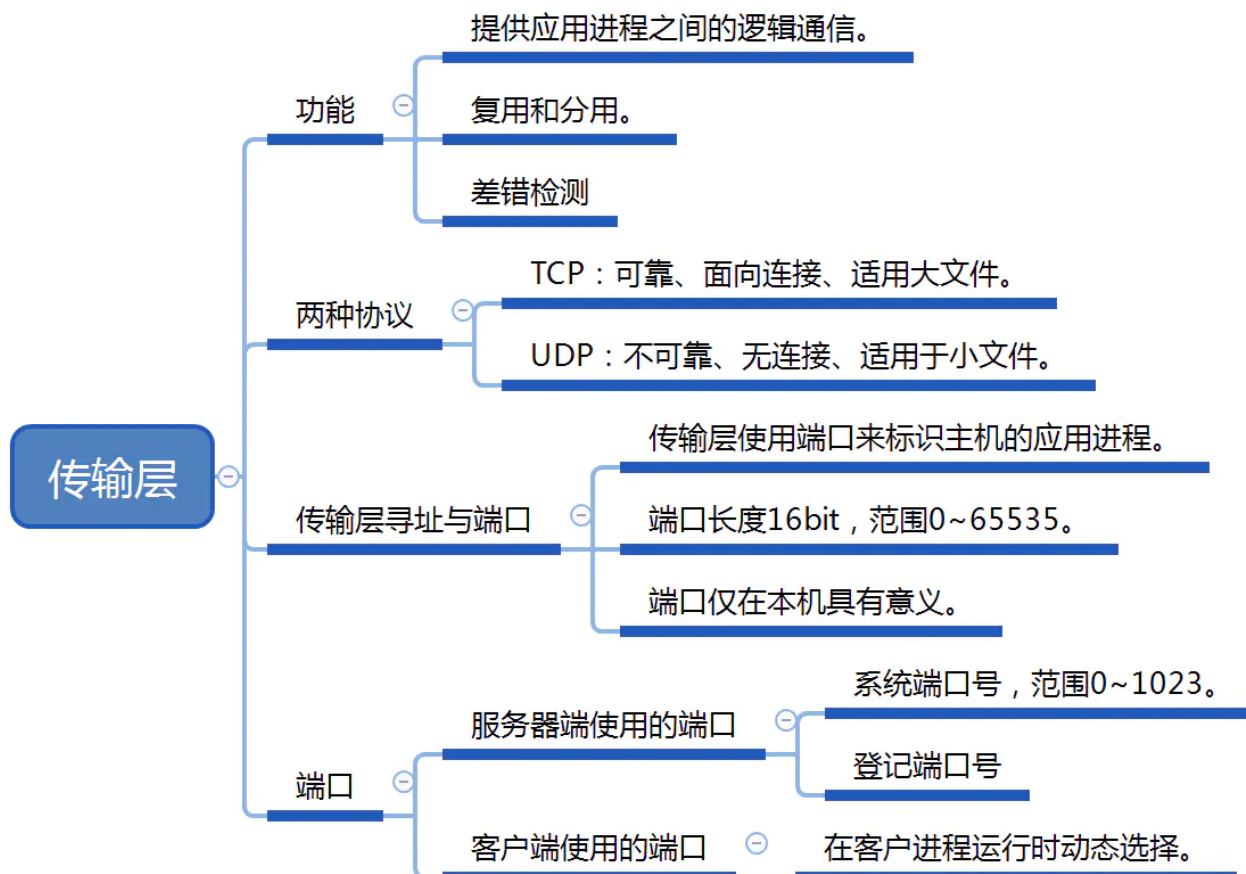 提供应用进程之间的逻辑通信。
功能
复用和分用。
差错检测
TCP：可靠、面向连接、适用大文件。
两种协议
UDP：不可靠、无连接、适用于小文件。
传输层
传输层使用端口来标识主机的应用进程。
传输层寻址与端口
端口长度16bit，范围0~65535。
端口仅在本机具有意义。
系统端口号，范围0~1023。
服务器端使用的端口
登记端口号
端口
客户端使用的端口
在客户进程运行时动态选择。